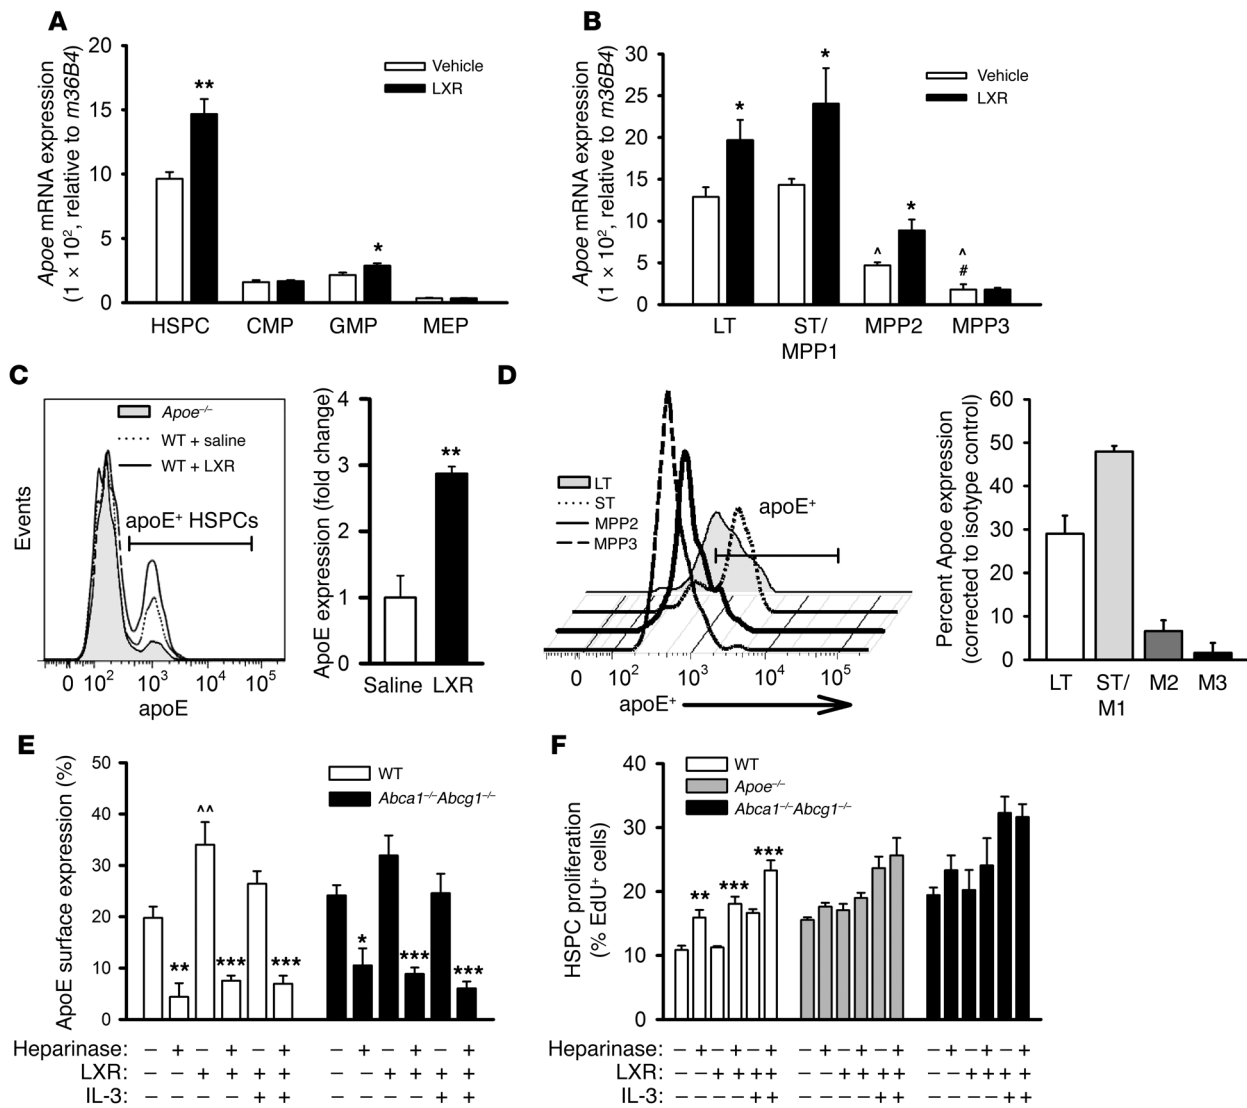 A
Apoe mRNA expression
(1 × 10², relative to m36B4)
20
15
10
5
0
Vehicle
LXR
**
*
HSPC CMP GMP MEP
B
Apoe mRNA expression
(1 × 10², relative to m36B4)
30
25
20
15
10
5
0
Vehicle
LXR
*
*
^
*
^
#
LT ST/ MPP2 MPP3
MPP1
C
Events
Apoe–/–
WT + saline
WT + LXR
apoE⁺ HSPCs
0 10² 10³ 10⁴ 10⁵
apoE
ApoE expression (fold change)
4
3
2
1
0
**
Saline LXR
D
LT
ST
MPP2
MPP3
apoE⁺
0 10² 10³ 10⁴ 10⁵
apoE⁺
Percent Apoe expression
(corrected to isotype control)
60
50
40
30
20
10
0
LT ST/ M2 M3
M1
E
ApoE surface expression (%)
50
40
30
20
10
0
WT
Abca1–/–Abcg1–/–
**
^^
***
***
*
***
***
Heparinase: – + – + – + – + – + – +
LXR: – – + + + + – – + + + +
IL-3: – – – – + + – – – – + +
F
HSPC proliferation
(% EdU⁺ cells)
40
30
20
10
0
WT
Apoe–/–
Abca1–/–Abcg1–/–
**
***
***
Heparinase: – + – + – + – + – + – + – + – + – +
LXR: – – + + + + – – + + + + – – + + + +
IL-3: – – – – + + – – – – + + – – – – + +